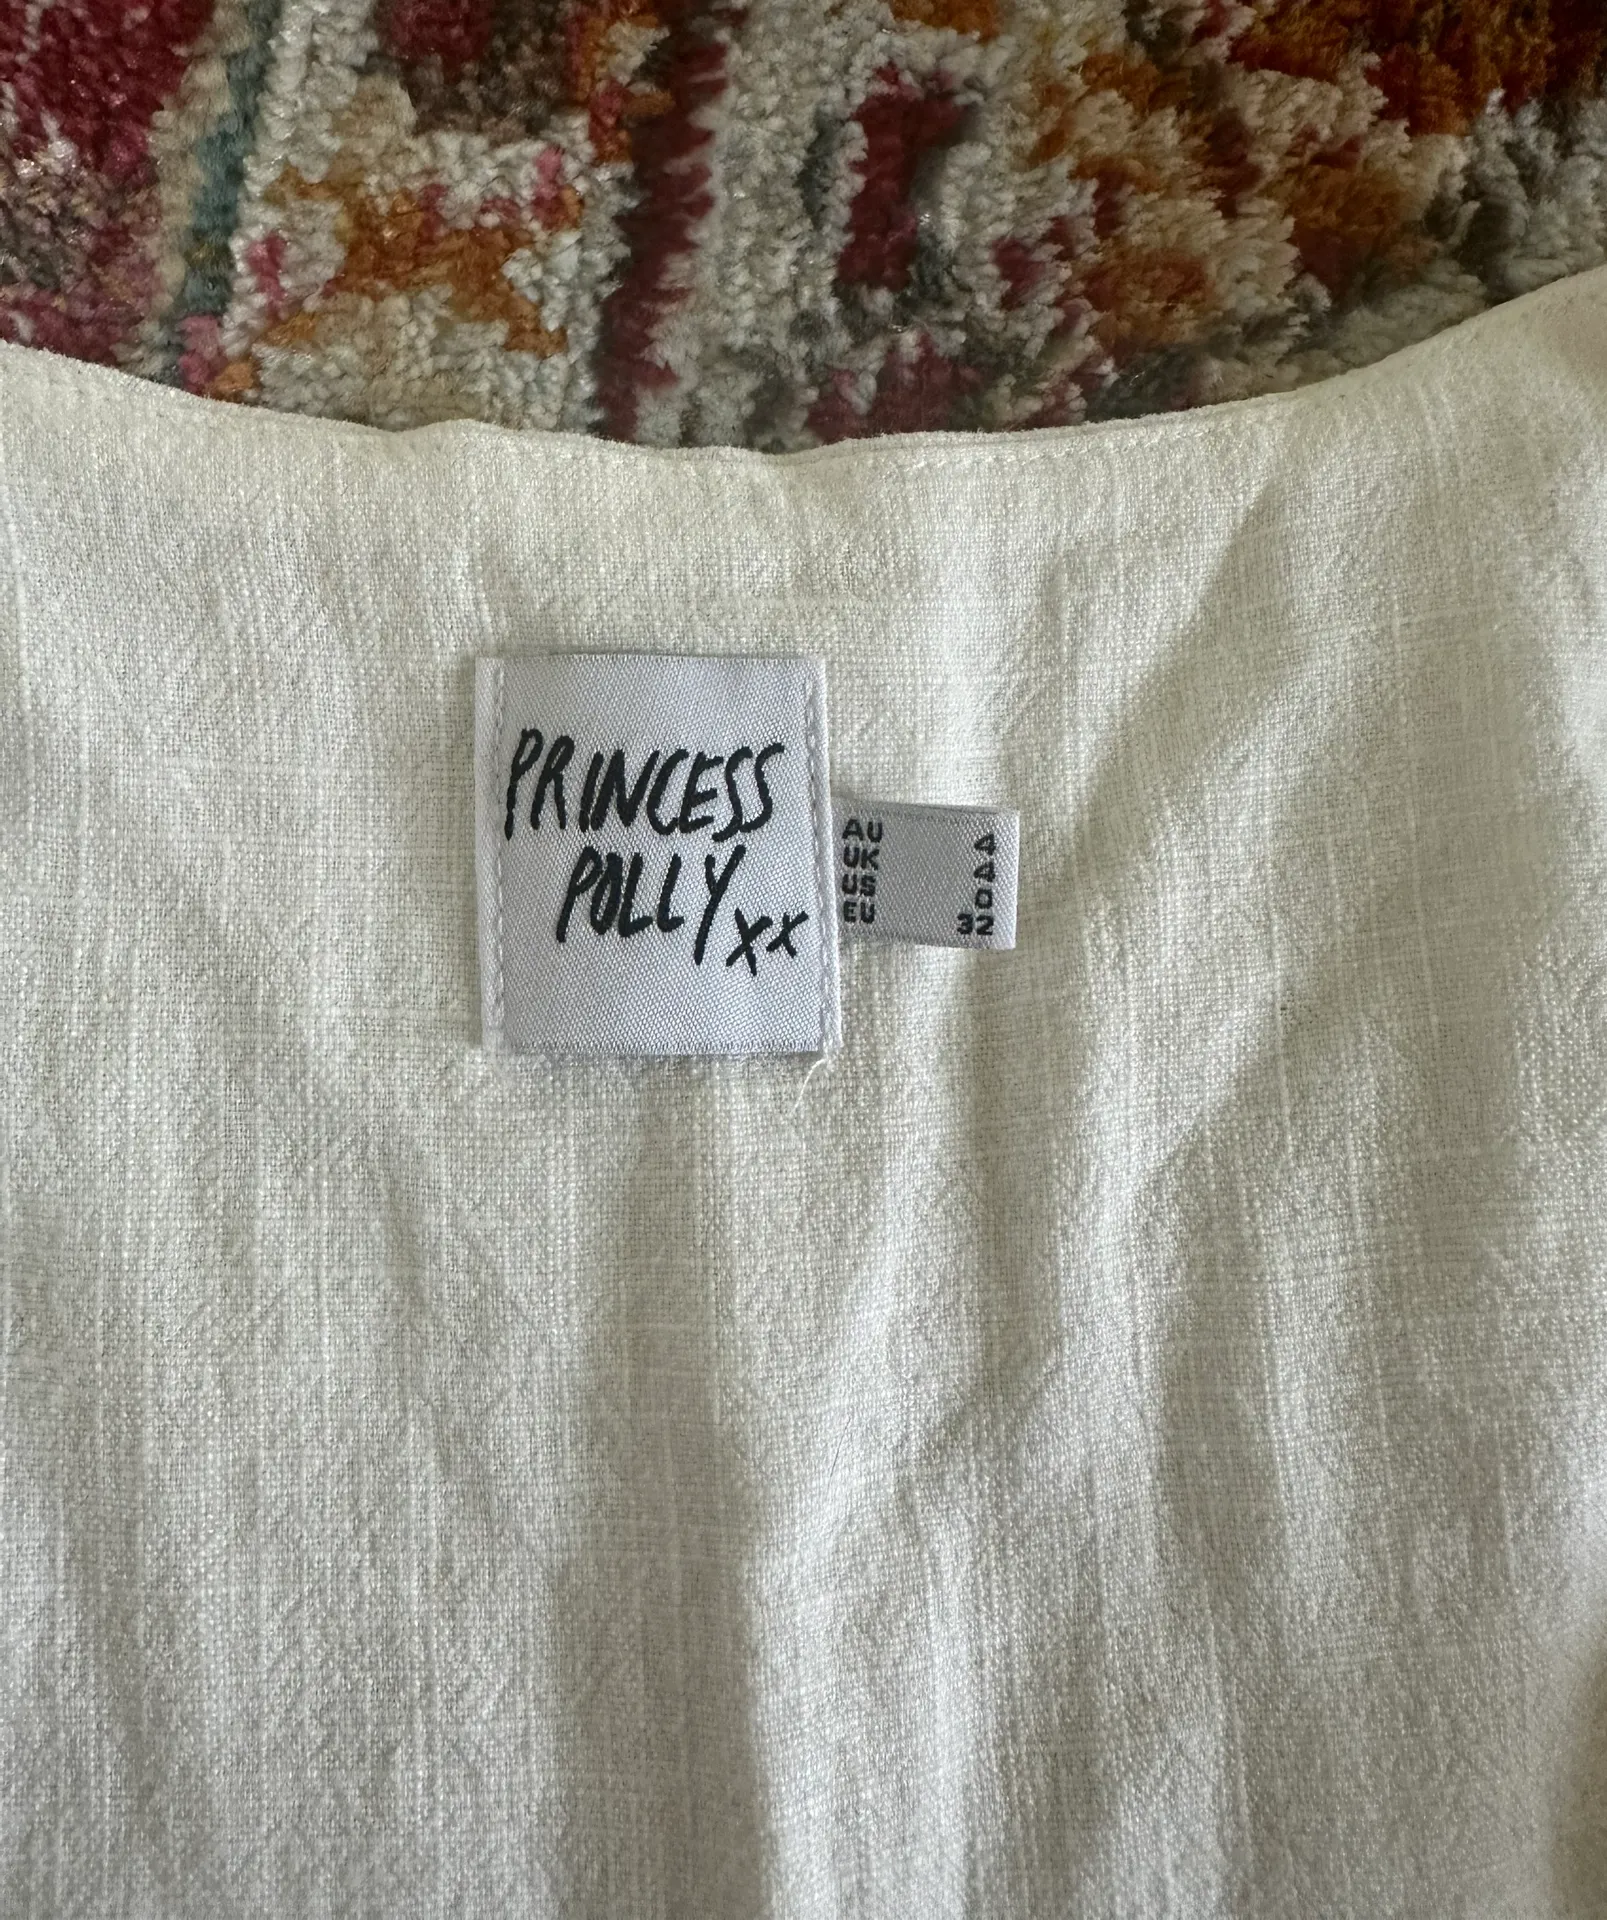 PRINCESS
POLLY xx
AU 4
UK 4
US 0
EU 32